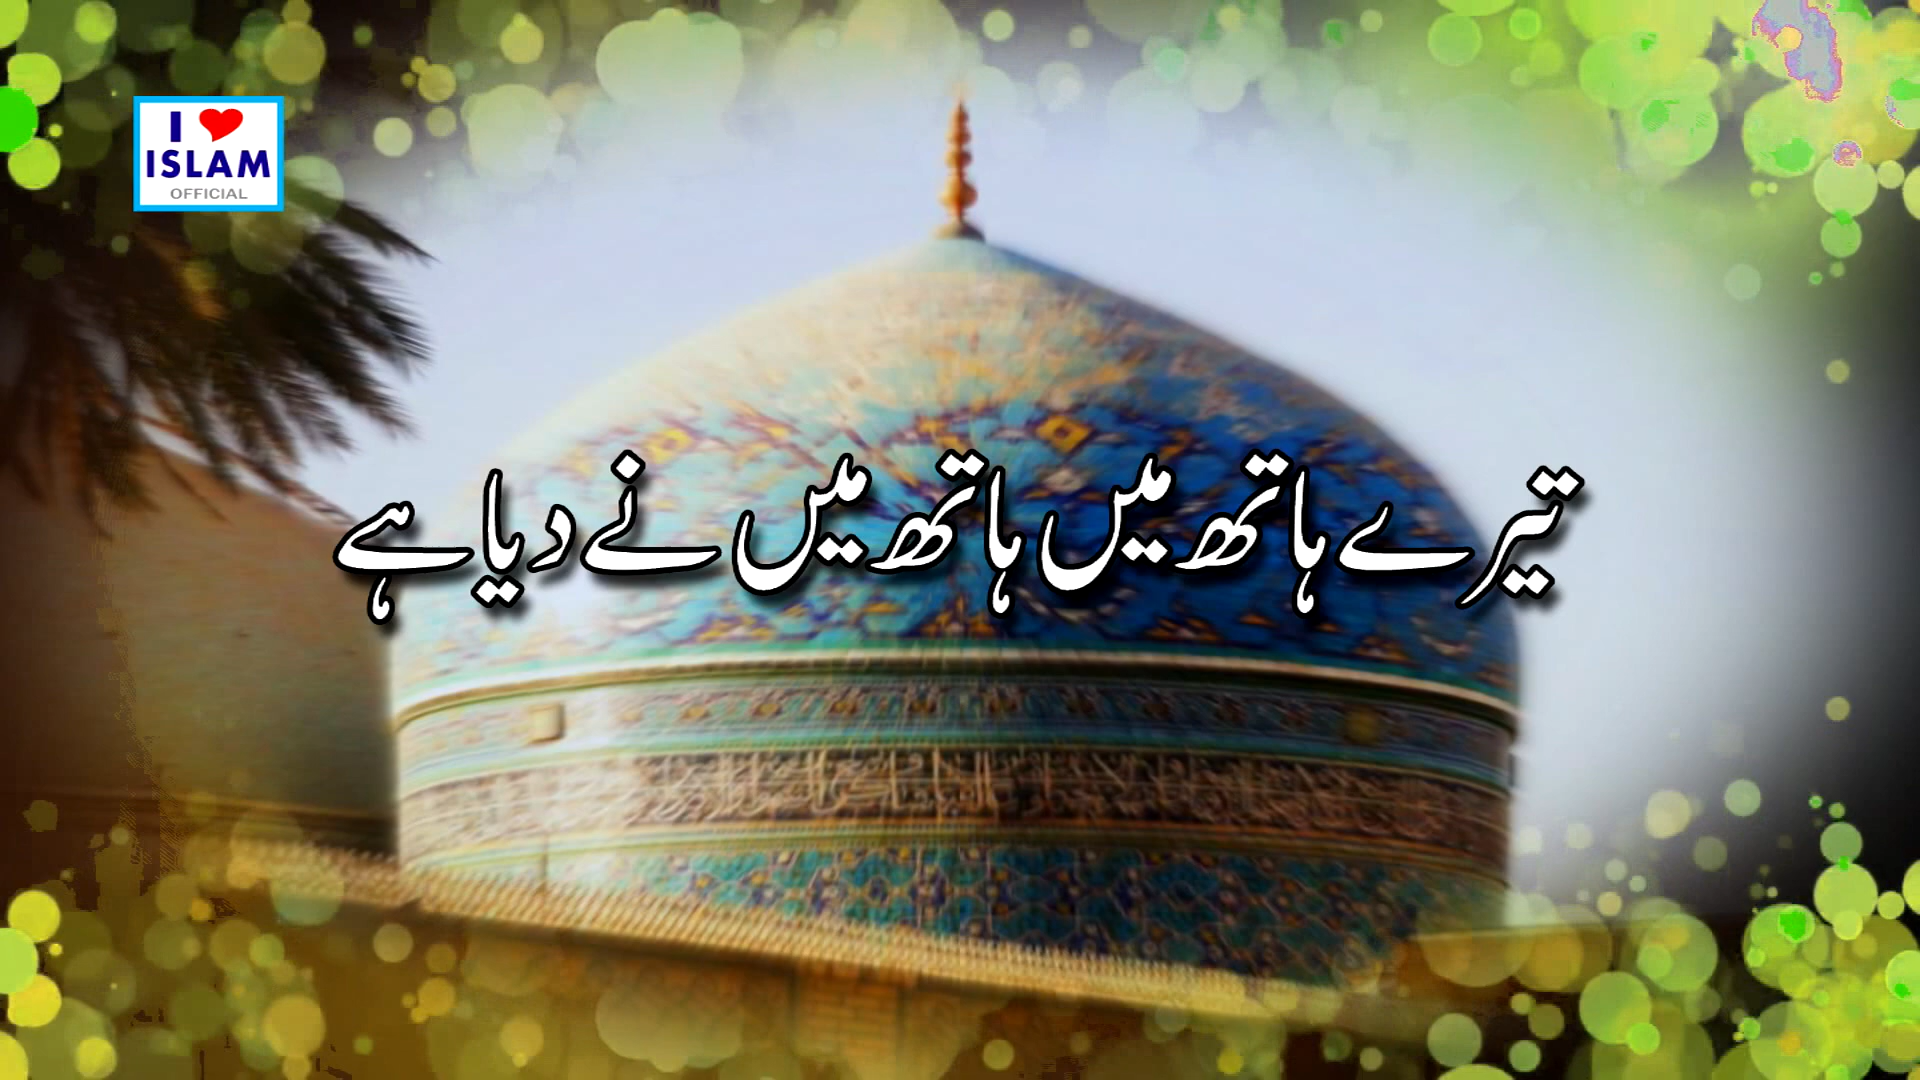 I ❤ 
ISLAM
OFFICIAL
تیرے ہاتھ میں ہاتھ میں نے دیا ہے